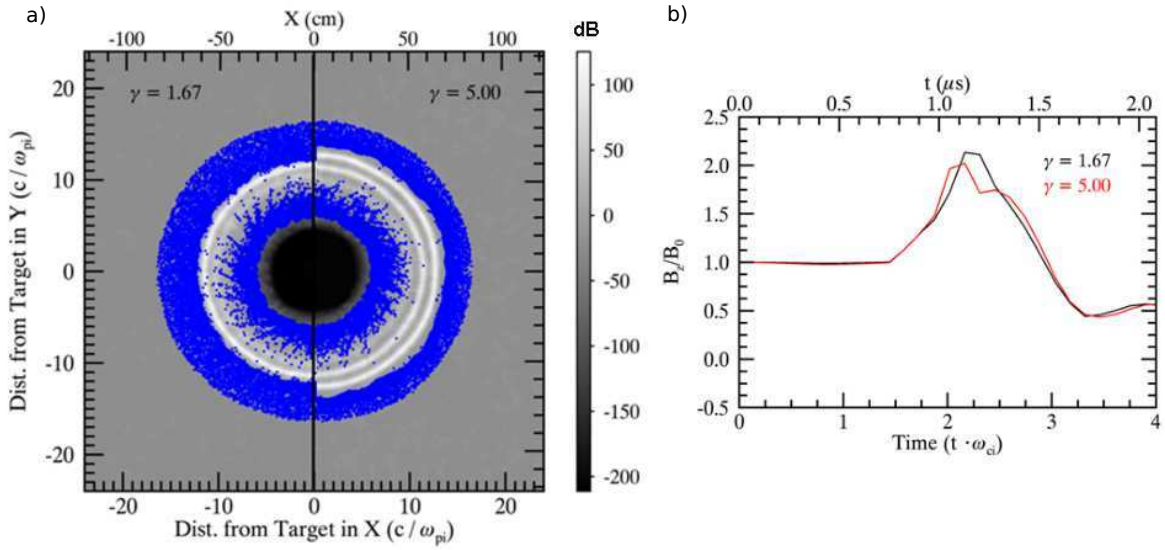 a)
X (cm)
-100 -50 0 50 100
dB
γ = 1.67
γ = 5.00
Dist. from Target in Y (c / ω_pi)
20
10
0
-10
-20
-20 -10 0 10 20
Dist. from Target in X (c / ω_pi)
100
50
0
-50
-100
-150
-200
b)
t (μs)
0.0 0.5 1.0 1.5 2.0
B_z/B_0
2.5
2.0
1.5
1.0
0.5
0.0
-0.5
γ = 1.67
γ = 5.00
0 1 2 3 4
Time (t · ω_ci)